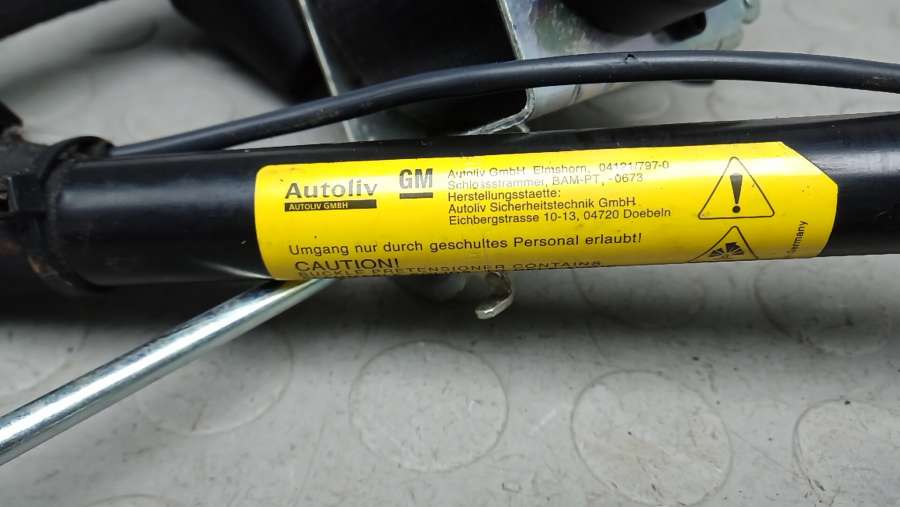 Autoliv
AUTOLIV GMBH
GM
Autoliv GmbH, Elmshorn, 04121/797-0
Schlossstrammer, BAM-PT, -0673
Herstellungsstaette:
Autoliv Sicherheitstechnik GmbH
Eichbergstrasse 10-13, 04720 Doebeln
Umgang nur durch geschultes Personal erlaubt!
CAUTION!
BUCKLE PRETENSIONER CONTAINS
Germany